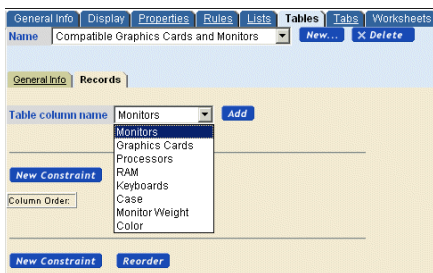 General Info Display Properties Rules Lists Tables Tabs Worksheets
Name Compatible Graphics Cards and Monitors New... X Delete
General Info Records
Table column name Monitors Add
Monitors
Graphics Cards
Processors
RAM
New Constraint
Keyboards
Column Order:
Case
Monitor Weight
Color
New Constraint Reorder